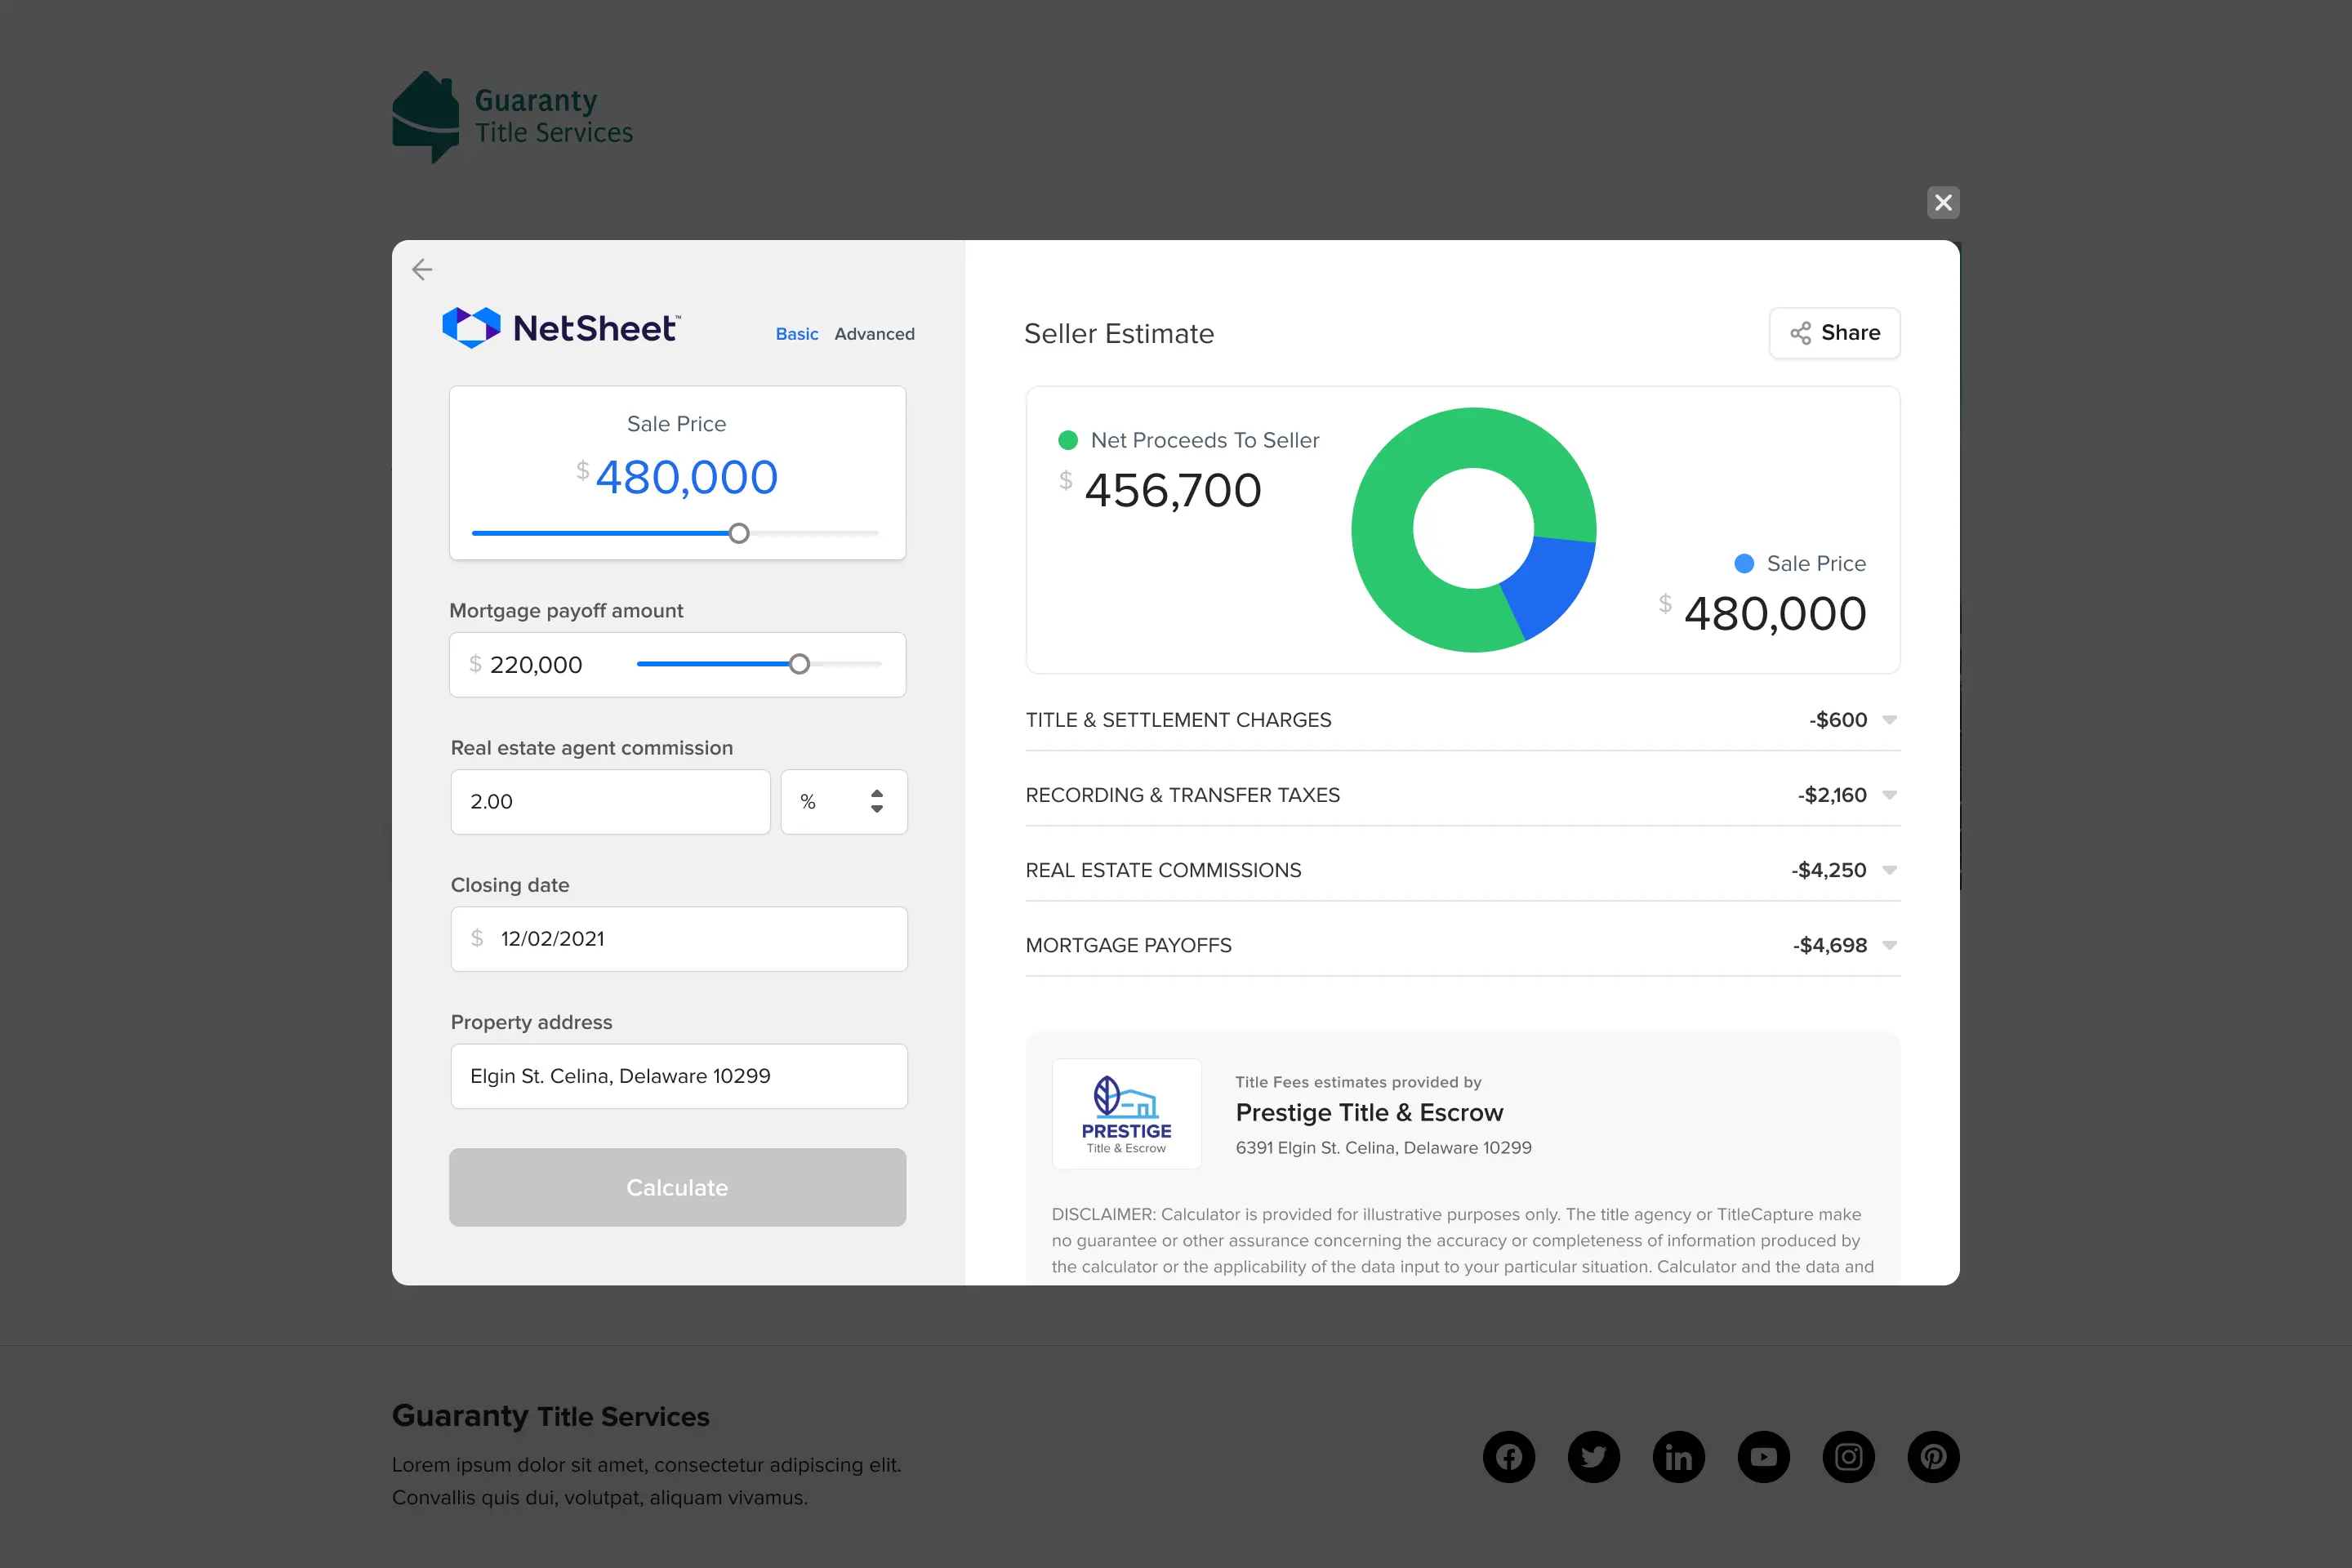 Guaranty
Title Services
NetSheet™
Basic Advanced
Sale Price
$ 480,000
Mortgage payoff amount
$ 220,000
Real estate agent commission
2.00 %
Closing date
$ 12/02/2021
Property address
Elgin St. Celina, Delaware 10299
Calculate
Seller Estimate
Share
Net Proceeds To Seller
$ 456,700
Sale Price
$ 480,000
TITLE & SETTLEMENT CHARGES -$600
RECORDING & TRANSFER TAXES -$2,160
REAL ESTATE COMMISSIONS -$4,250
MORTGAGE PAYOFFS -$4,698
PRESTIGE
Title & Escrow
Title Fees estimates provided by
Prestige Title & Escrow
6391 Elgin St. Celina, Delaware 10299
DISCLAIMER: Calculator is provided for illustrative purposes only. The title agency or TitleCapture make
no guarantee or other assurance concerning the accuracy or completeness of information produced by
the calculator or the applicability of the data input to your particular situation. Calculator and the data and
Guaranty Title Services
Lorem ipsum dolor sit amet, consectetur adipiscing elit.
Convallis quis dui, volutpat, aliquam vivamus.